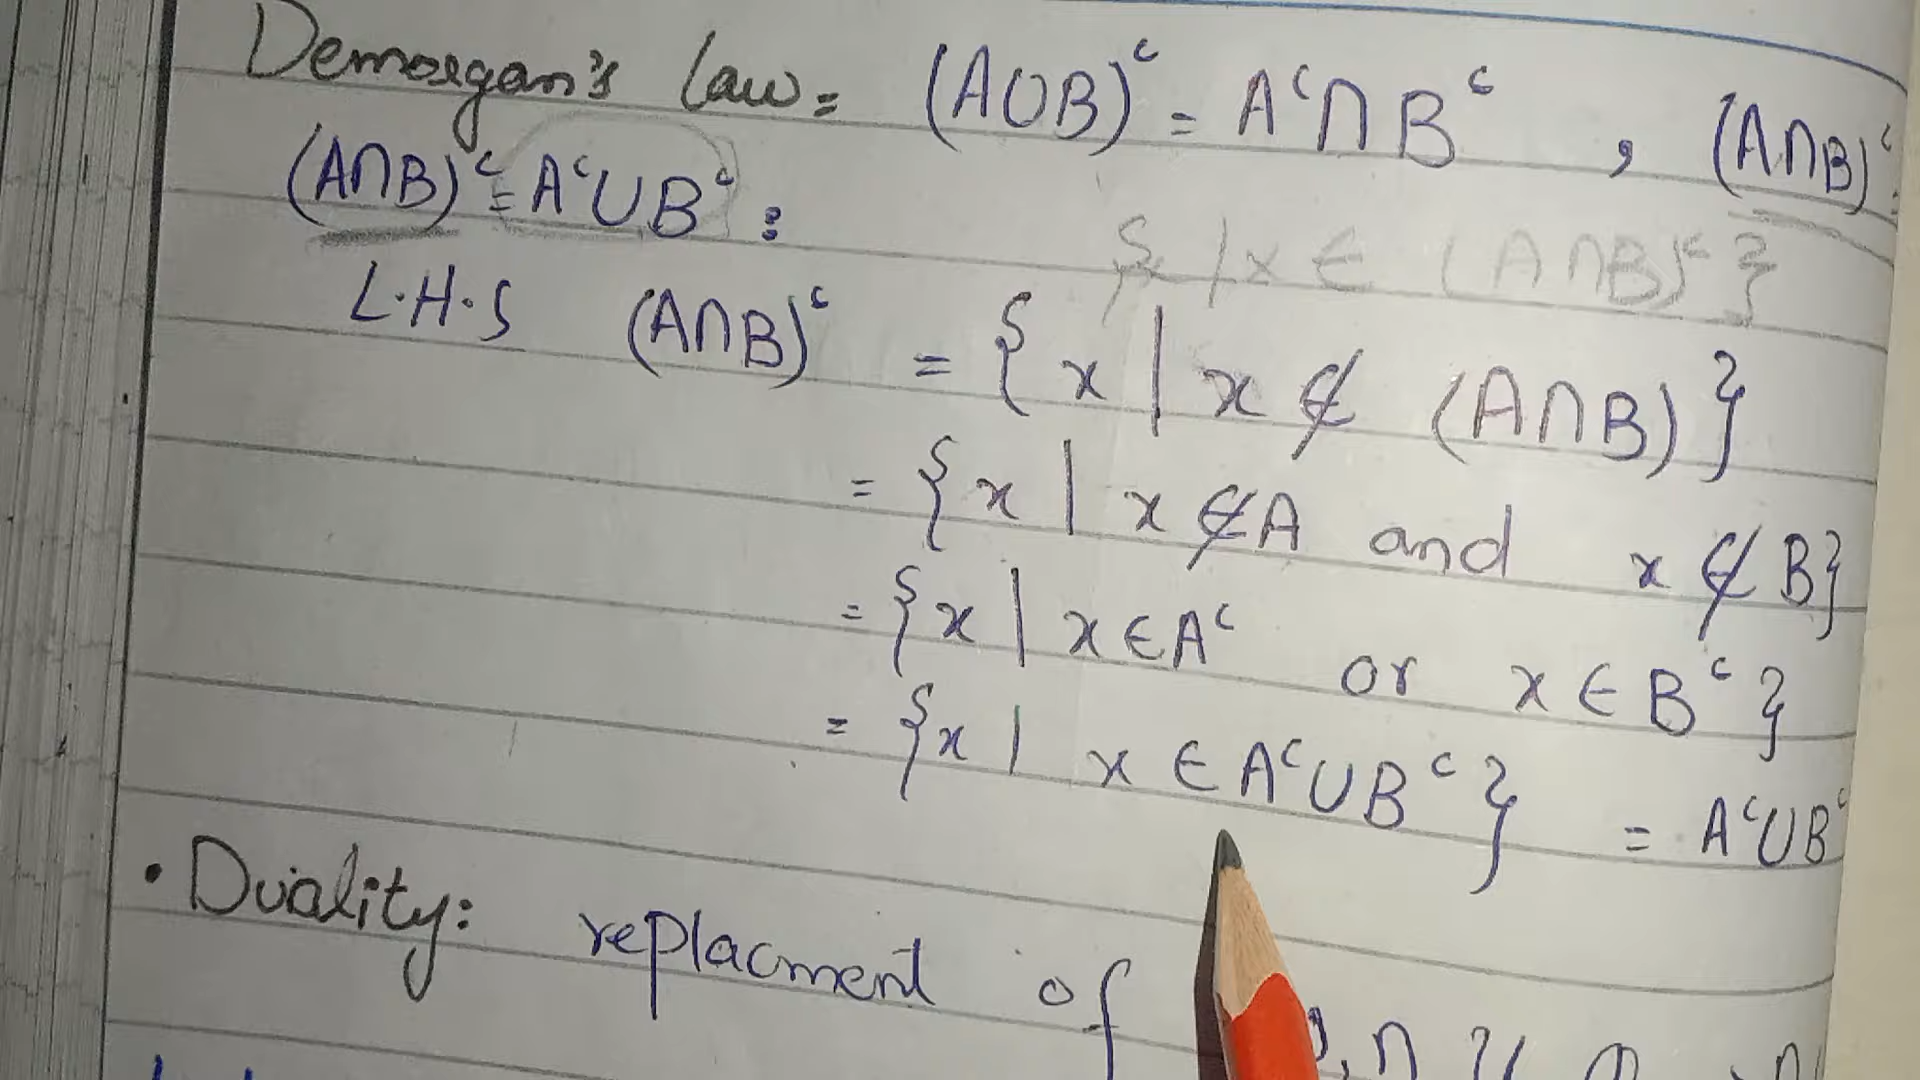 Demorgan's law = (A∪B)ᶜ = Aᶜ∩Bᶜ , (A∩B)ᶜ =
(A∩B)ᶜ = Aᶜ∪Bᶜ :
{x | x ∈ (A∩B)ᶜ}
L.H.S (A∩B)ᶜ = {x | x ∉ (A∩B)}
= {x | x ∉ A and x ∉ B}
= {x | x ∈ Aᶜ or x ∈ Bᶜ}
= {x | x ∈ Aᶜ∪Bᶜ} = Aᶜ∪Bᶜ
• Duality: replacment of